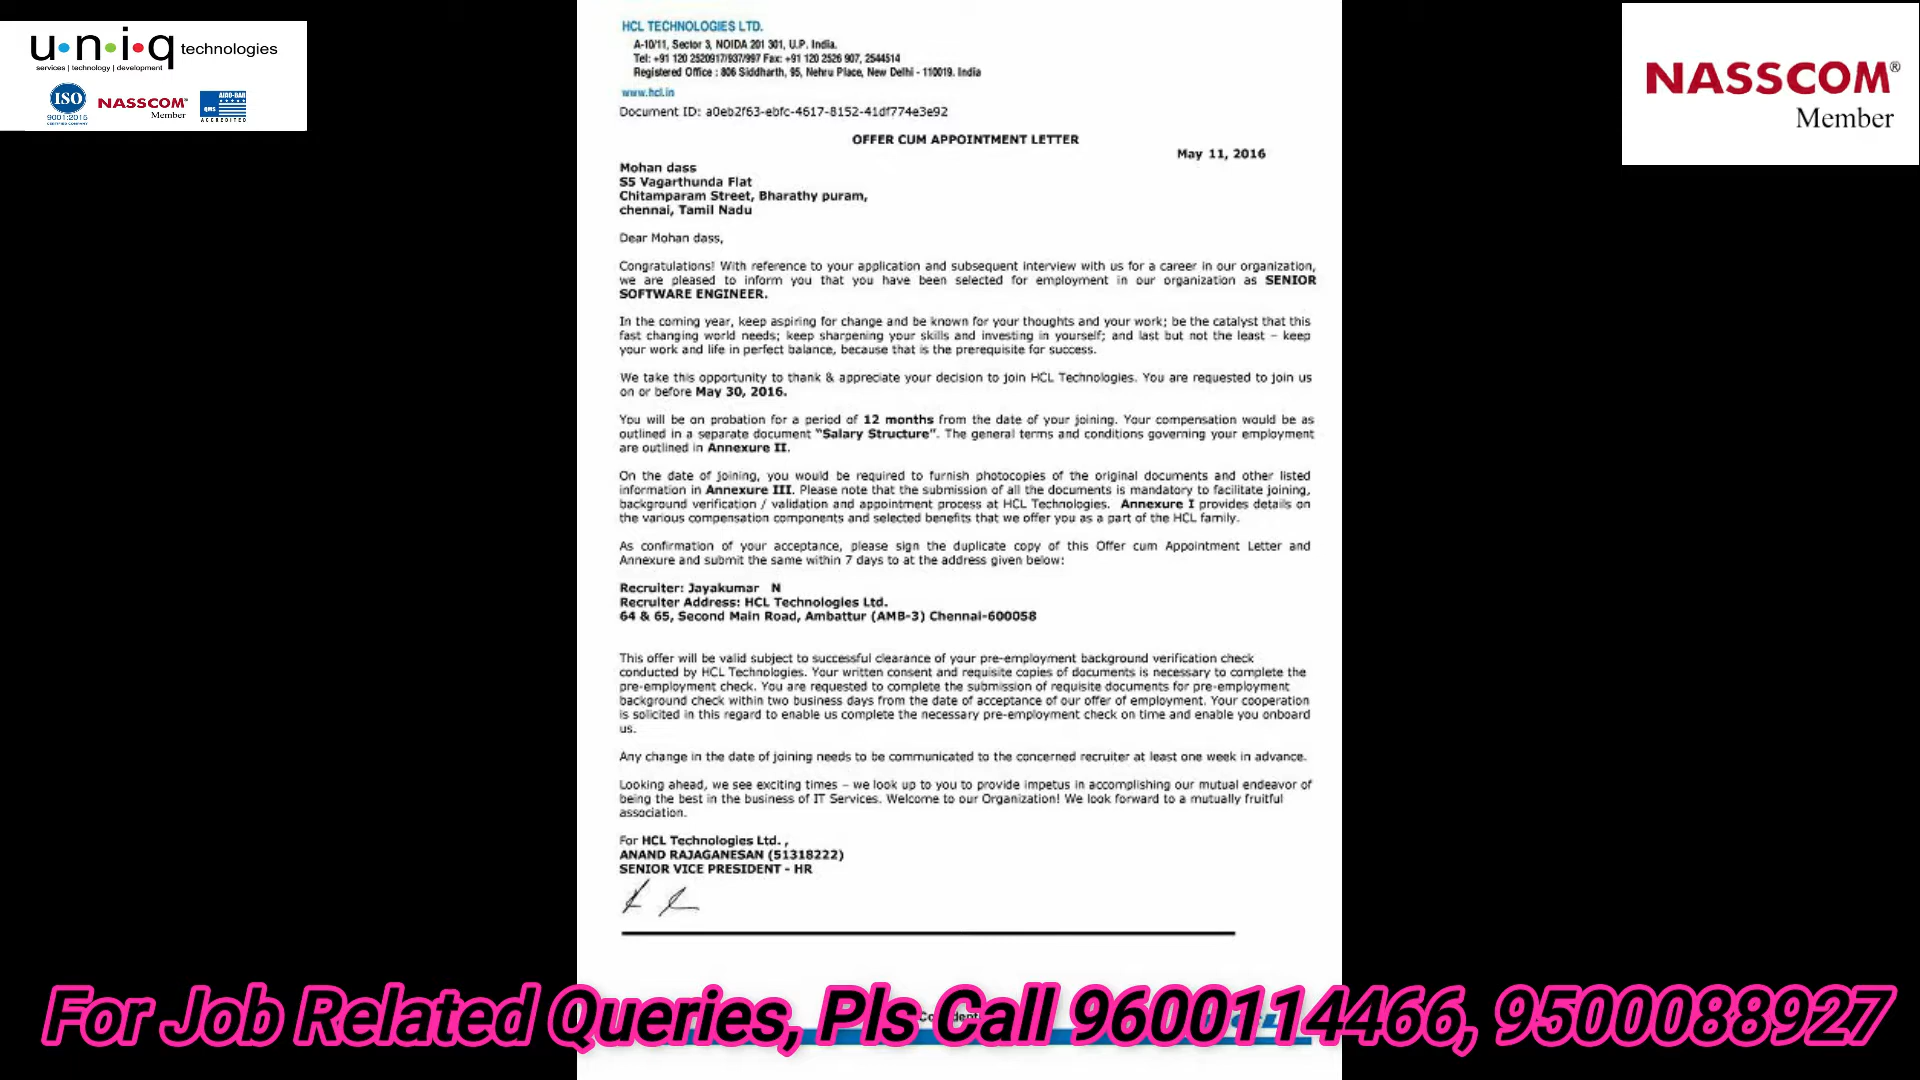 u·n·i·q technologies
services | technology | development
ISO
9001:2015
CERTIFIED COMPANY
NASSCOM®
Member
AIAO-BAR
QMS
ACCREDITED
NASSCOM®
Member
HCL TECHNOLOGIES LTD.
A-10/11, Sector 3, NOIDA 201 301, U.P. India.
Tel: +91 120 2520917/937/997 Fax: +91 120 2526 907, 2544514
Registered Office : 806 Siddharth, 95, Nehru Place, New Delhi - 110019. India
www.hcl.in
Document ID: a0eb2f63-ebfc-4617-8152-41df774e3e92
OFFER CUM APPOINTMENT LETTER
May 11, 2016
Mohan dass
S5 Vagarthunda Flat
Chitamparam Street, Bharathy puram,
chennai, Tamil Nadu
Dear Mohan dass,
Congratulations! With reference to your application and subsequent interview with us for a career in our organization,
we are pleased to inform you that you have been selected for employment in our organization as SENIOR
SOFTWARE ENGINEER.
In the coming year, keep aspiring for change and be known for your thoughts and your work; be the catalyst that this
fast changing world needs; keep sharpening your skills and investing in yourself; and last but not the least – keep
your work and life in perfect balance, because that is the prerequisite for success.
We take this opportunity to thank & appreciate your decision to join HCL Technologies. You are requested to join us
on or before May 30, 2016.
You will be on probation for a period of 12 months from the date of your joining. Your compensation would be as
outlined in a separate document "Salary Structure". The general terms and conditions governing your employment
are outlined in Annexure II.
On the date of joining, you would be required to furnish photocopies of the original documents and other listed
information in Annexure III. Please note that the submission of all the documents is mandatory to facilitate joining,
background verification / validation and appointment process at HCL Technologies. Annexure I provides details on
the various compensation components and selected benefits that we offer you as a part of the HCL family.
As confirmation of your acceptance, please sign the duplicate copy of this Offer cum Appointment Letter and
Annexure and submit the same within 7 days to at the address given below:
Recruiter: Jayakumar N
Recruiter Address: HCL Technologies Ltd.
64 & 65, Second Main Road, Ambattur (AMB-3) Chennai-600058
This offer will be valid subject to successful clearance of your pre-employment background verification check
conducted by HCL Technologies. Your written consent and requisite copies of documents is necessary to complete the
pre-employment check. You are requested to complete the submission of requisite documents for pre-employment
background check within two business days from the date of acceptance of our offer of employment. Your cooperation
is solicited in this regard to enable us complete the necessary pre-employment check on time and enable you onboard
us.
Any change in the date of joining needs to be communicated to the concerned recruiter at least one week in advance.
Looking ahead, we see exciting times – we look up to you to provide impetus in accomplishing our mutual endeavor of
being the best in the business of IT Services. Welcome to our Organization! We look forward to a mutually fruitful
association.
For HCL Technologies Ltd. ,
ANAND RAJAGANESAN (51318222)
SENIOR VICE PRESIDENT - HR
For Job Related Queries, Pls Call 9600114466, 9500088927